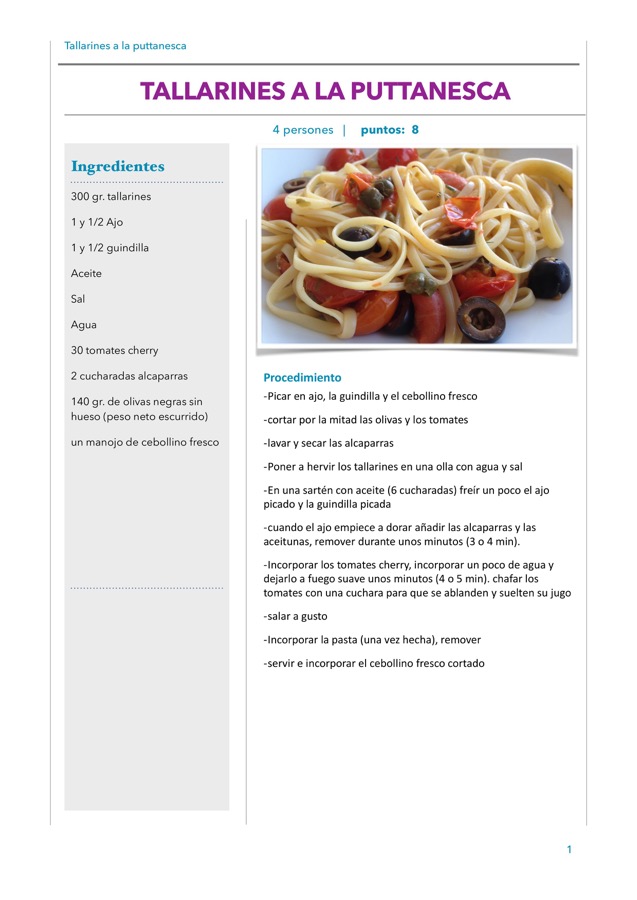 Tallarines a la puttanesca
TALLARINES A LA PUTTANESCA
4 persones | puntos: 8
Ingredientes
300 gr. tallarines
1 y 1/2 Ajo
1 y 1/2 guindilla
Aceite
Sal
Agua
30 tomates cherry
2 cucharadas alcaparras
140 gr. de olivas negras sin
hueso (peso neto escurrido)
un manojo de cebollino fresco
Procedimiento
-Picar en ajo, la guindilla y el cebollino fresco
-cortar por la mitad las olivas y los tomates
-lavar y secar las alcaparras
-Poner a hervir los tallarines en una olla con agua y sal
-En una sartén con aceite (6 cucharadas) freír un poco el ajo
picado y la guindilla picada
-cuando el ajo empiece a dorar añadir las alcaparras y las
aceitunas, remover durante unos minutos (3 o 4 min).
-Incorporar los tomates cherry, incorporar un poco de agua y
dejarlo a fuego suave unos minutos (4 o 5 min). chafar los
tomates con una cuchara para que se ablanden y suelten su jugo
-salar a gusto
-Incorporar la pasta (una vez hecha), remover
-servir e incorporar el cebollino fresco cortado
1